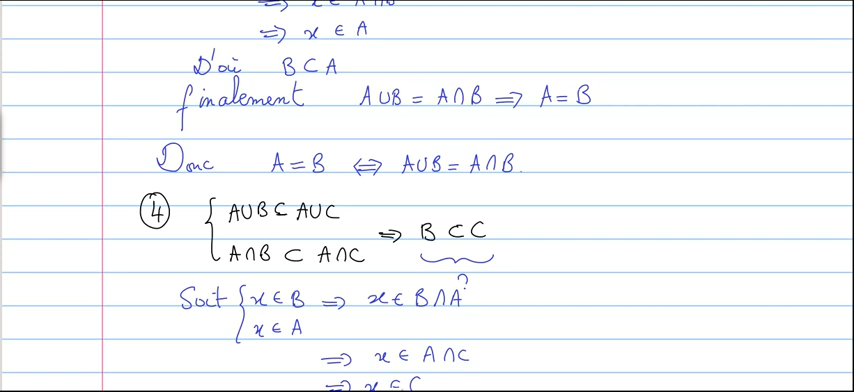 ⇒ x ∈ A∩B
⇒ x ∈ A
D'où B ⊂ A
finalement A∪B = A∩B ⇒ A = B
Donc A = B ⇔ A∪B = A∩B.
④ { A∪B ⊂ A∪C
A∩B ⊂ A∩C ⇒ B ⊂ C
?
Soit { x ∈ B ⇒ x ∈ B∩A
x ∈ A
⇒ x ∈ A∩C
⇒ x ∈ C